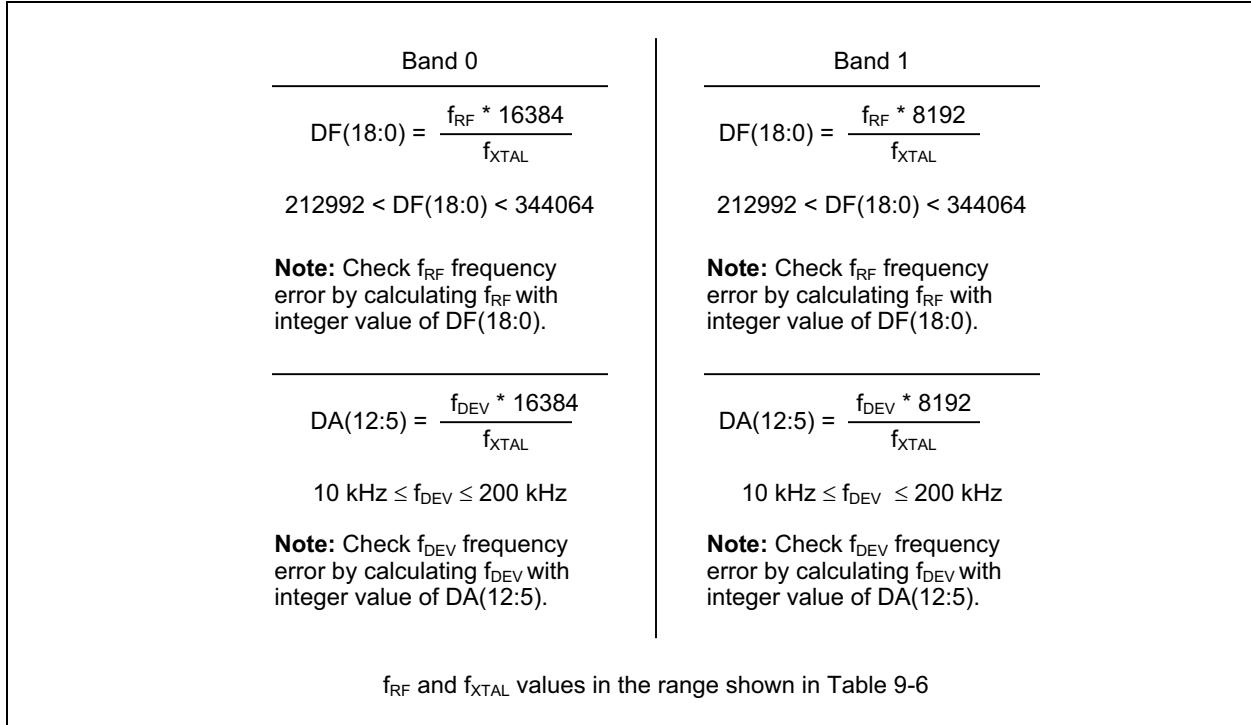 Band 0
DF(18:0) = f_RF * 16384 / f_XTAL
212992 < DF(18:0) < 344064
Note: Check f_RF frequency
error by calculating f_RF with
integer value of DF(18:0).
DA(12:5) = f_DEV * 16384 / f_XTAL
10 kHz ≤ f_DEV ≤ 200 kHz
Note: Check f_DEV frequency
error by calculating f_DEV with
integer value of DA(12:5).
Band 1
DF(18:0) = f_RF * 8192 / f_XTAL
212992 < DF(18:0) < 344064
Note: Check f_RF frequency
error by calculating f_RF with
integer value of DF(18:0).
DA(12:5) = f_DEV * 8192 / f_XTAL
10 kHz ≤ f_DEV ≤ 200 kHz
Note: Check f_DEV frequency
error by calculating f_DEV with
integer value of DA(12:5).
f_RF and f_XTAL values in the range shown in Table 9-6